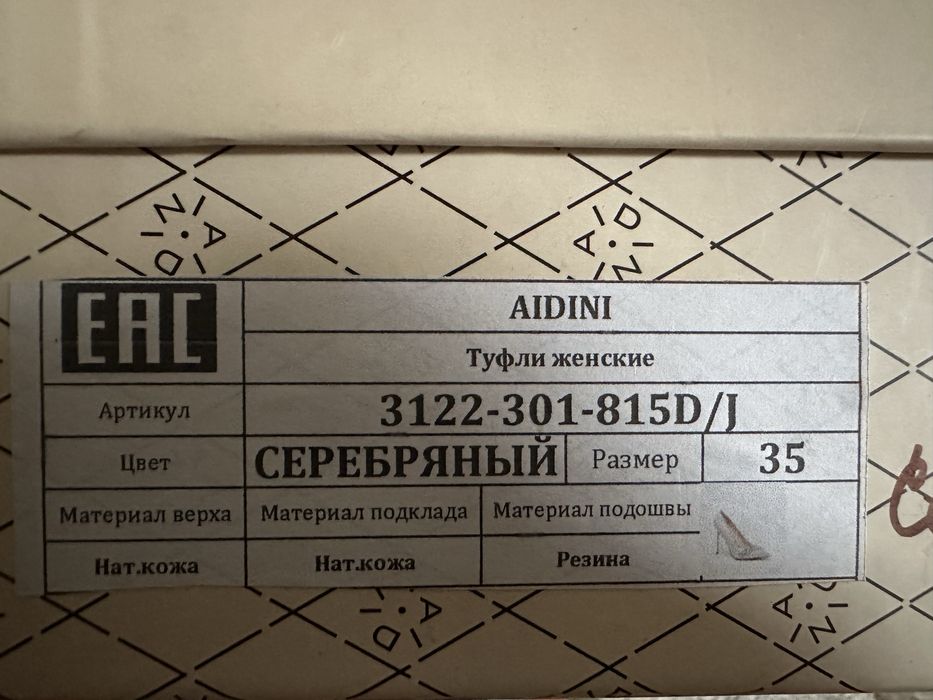 EAC
AIDINI
Туфли женские
Артикул 3122-301-815D/J
Цвет СЕРЕБРЯНЫЙ Размер 35
Материал верха Материал подклада Материал подошвы
Нат.кожа Нат.кожа Резина